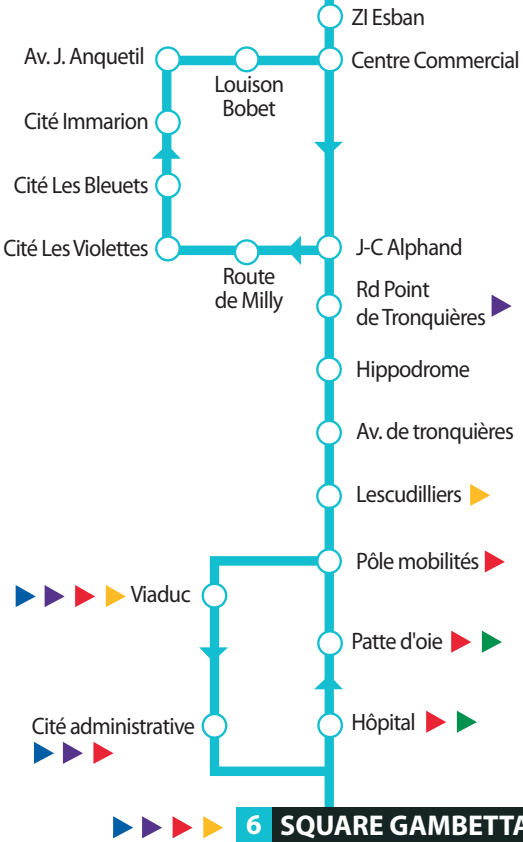 ZI Esban
Av. J. Anquetil
Centre Commercial
Louison
Bobet
Cité Immarion
Cité Les Bleuets
Cité Les Violettes
J-C Alphand
Route
de Milly
Rd Point
de Tronquières
Hippodrome
Av. de tronquières
Lescudilliers
Pôle mobilités
Viaduc
Patte d'oie
Cité administrative
Hôpital
6 SQUARE GAMBETTA